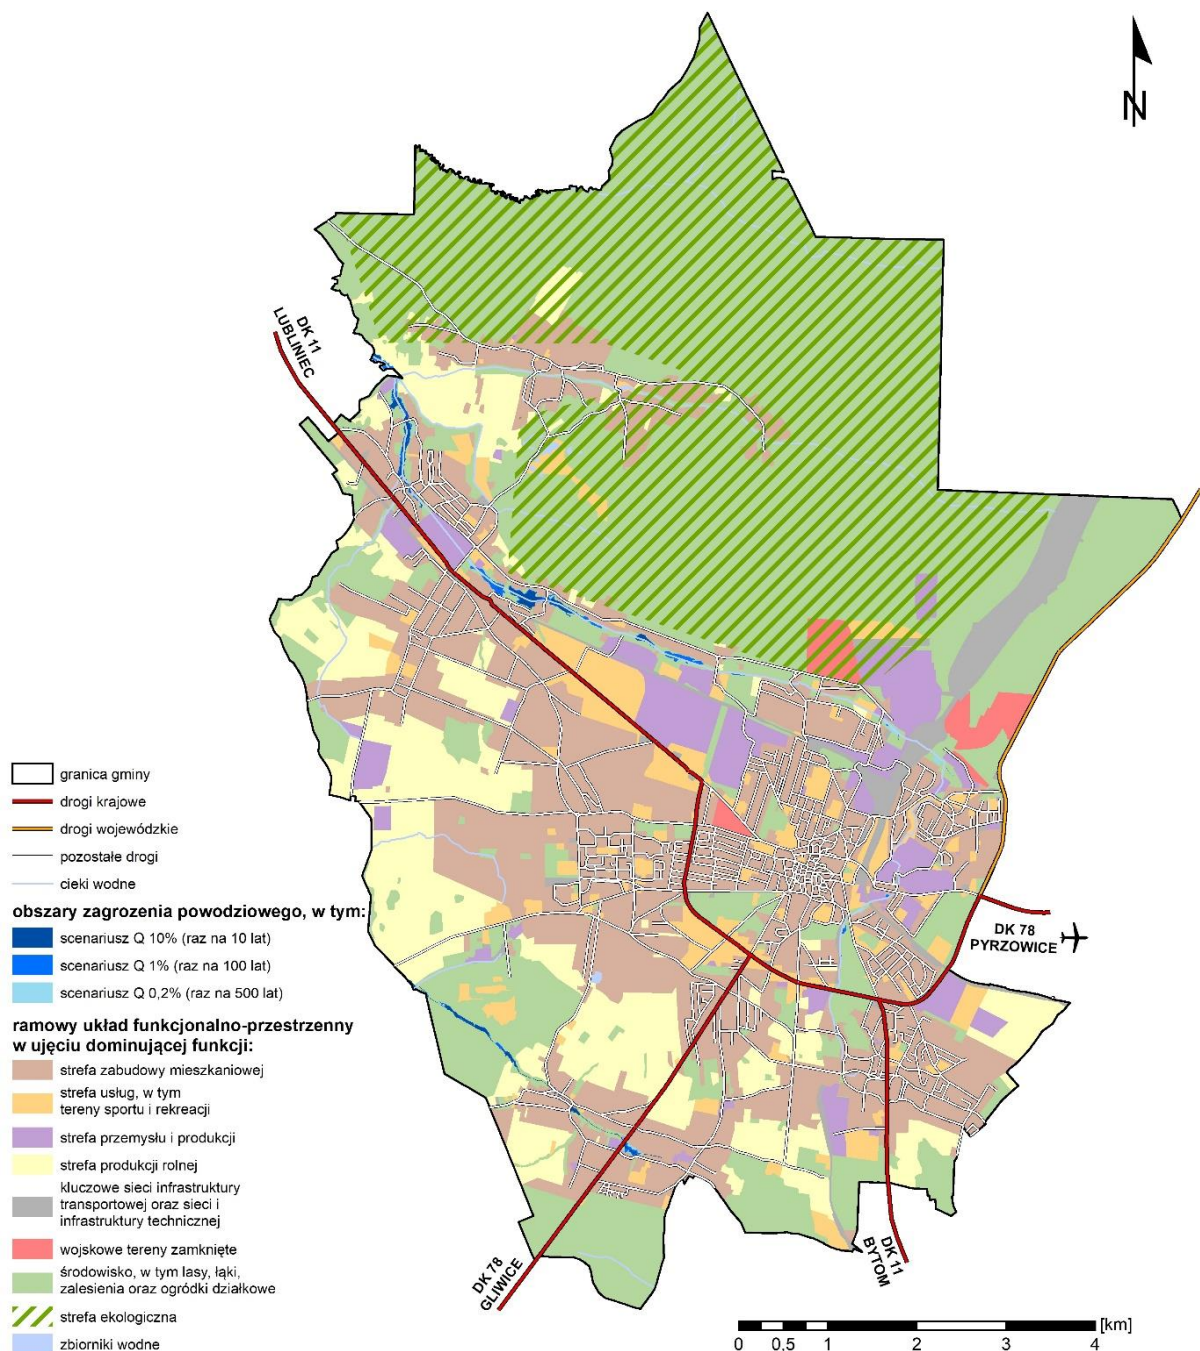 N
DK 11
LUBLINIEC
DK 78
PYRZOWICE
DK 11
BYTOM
DK 78
GLIWICE
granica gminy
drogi krajowe
drogi wojewódzkie
pozostałe drogi
cieki wodne
obszary zagrożenia powodziowego, w tym:
scenariusz Q 10% (raz na 10 lat)
scenariusz Q 1% (raz na 100 lat)
scenariusz Q 0,2% (raz na 500 lat)
ramowy układ funkcjonalno-przestrzenny
w ujęciu dominującej funkcji:
strefa zabudowy mieszkaniowej
strefa usług, w tym
tereny sportu i rekreacji
strefa przemysłu i produkcji
strefa produkcji rolnej
kluczowe sieci infrastruktury
transportowej oraz sieci i
infrastruktury technicznej
wojskowe tereny zamknięte
środowisko, w tym lasy, łąki,
zalesienia oraz ogródki działkowe
strefa ekologiczna
zbiorniki wodne
[km]
0 0.5 1 2 3 4